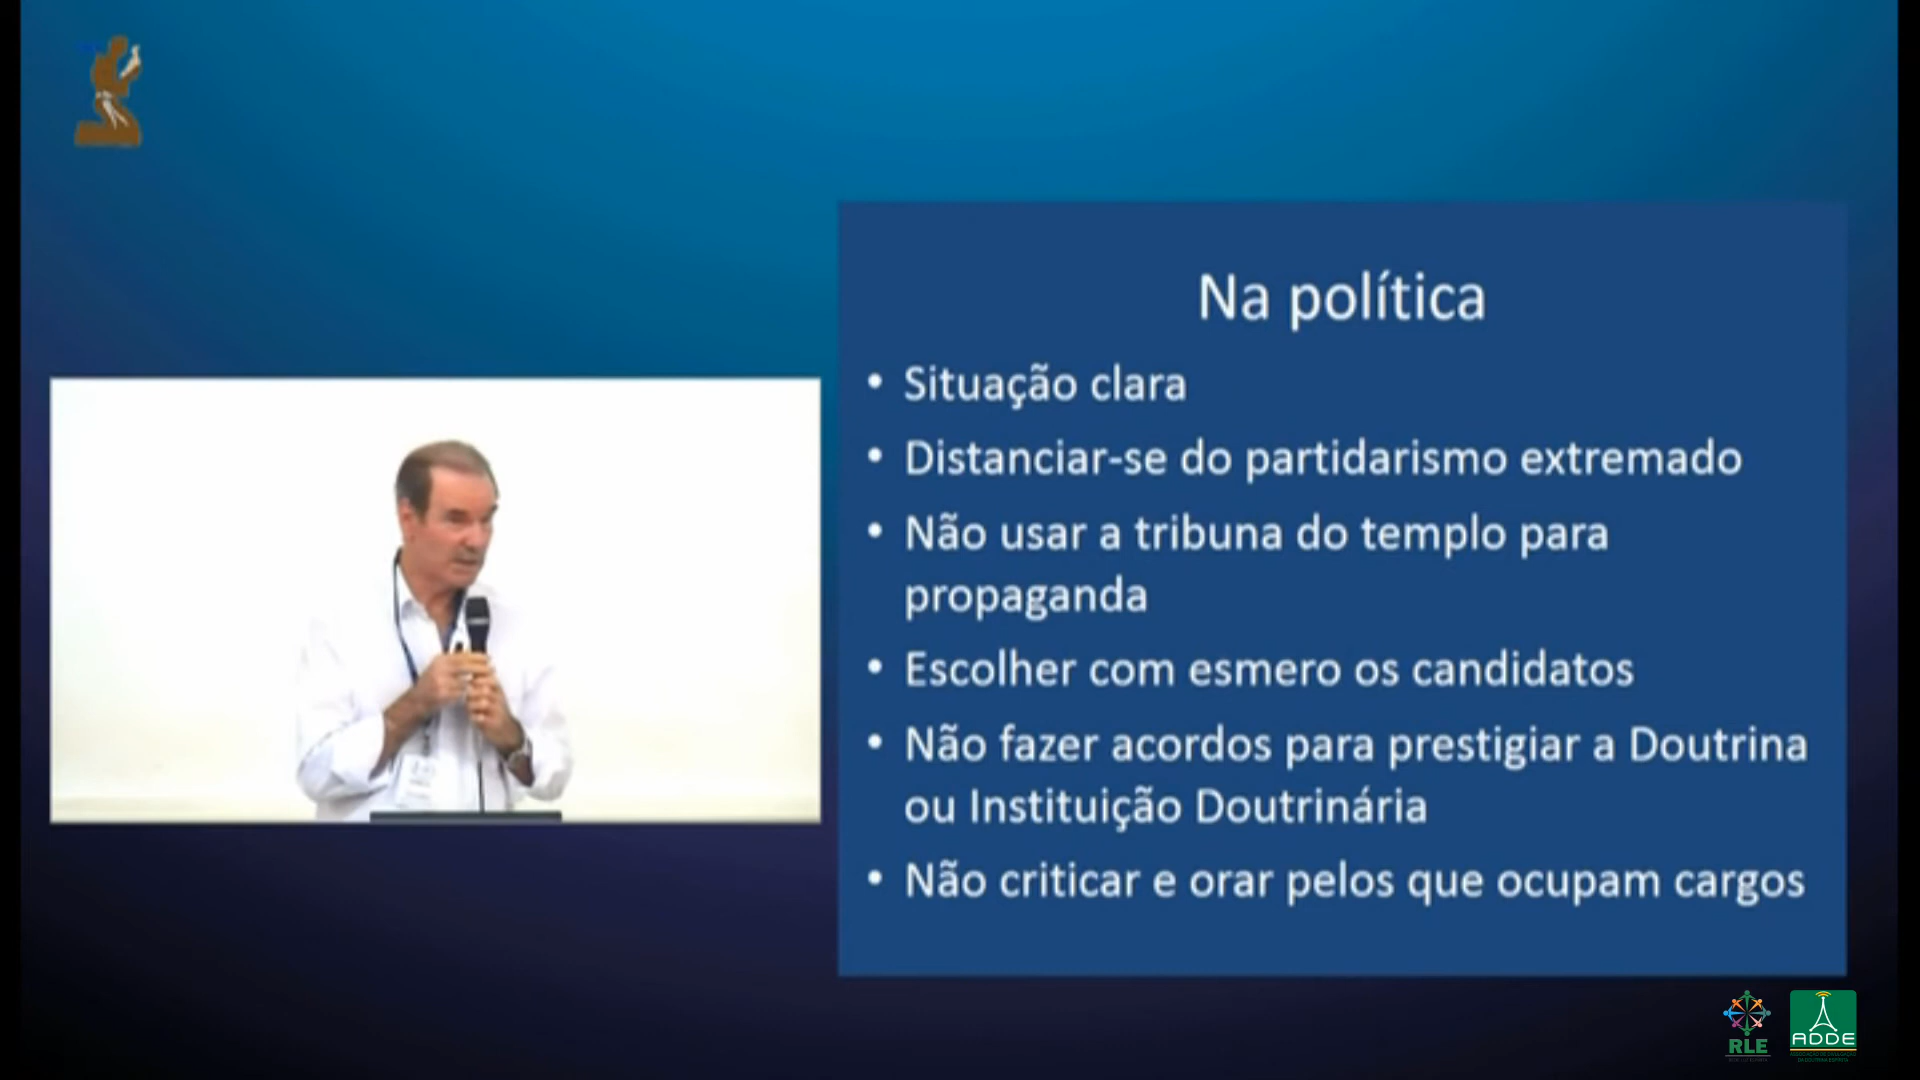 Na política
• Situação clara
• Distanciar-se do partidarismo extremado
• Não usar a tribuna do templo para
propaganda
• Escolher com esmero os candidatos
• Não fazer acordos para prestigiar a Doutrina
ou Instituição Doutrinária
• Não criticar e orar pelos que ocupam cargos
RLE
ADDE